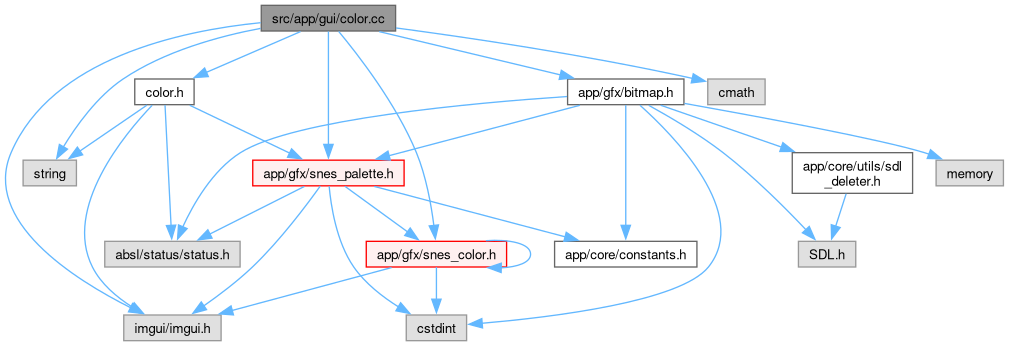 src/app/gui/color.cc
color.h
app/gfx/bitmap.h
cmath
string
app/gfx/snes_palette.h
app/core/utils/sdl
_deleter.h
memory
absl/status/status.h
app/gfx/snes_color.h
app/core/constants.h
SDL.h
imgui/imgui.h
cstdint